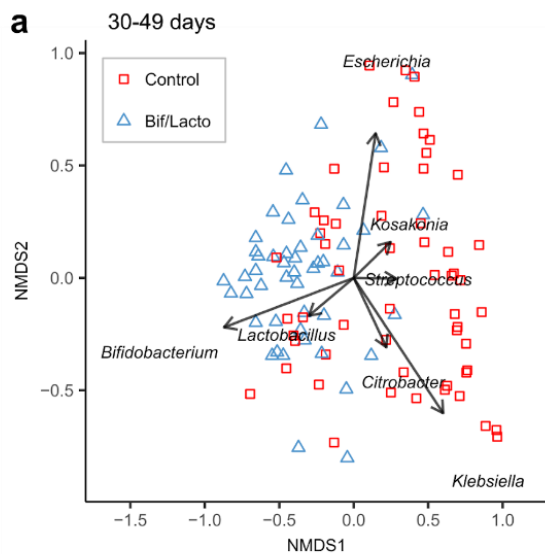 a 30-49 days
Control
Bif/Lacto
Escherichia
Kosakonia
Streptococcus
Lactobacillus
Bifidobacterium
Citrobacter
Klebsiella
NMDS2
1.0
0.5
0.0
−0.5
−1.5
−1.0
−0.5
0.0
0.5
1.0
NMDS1